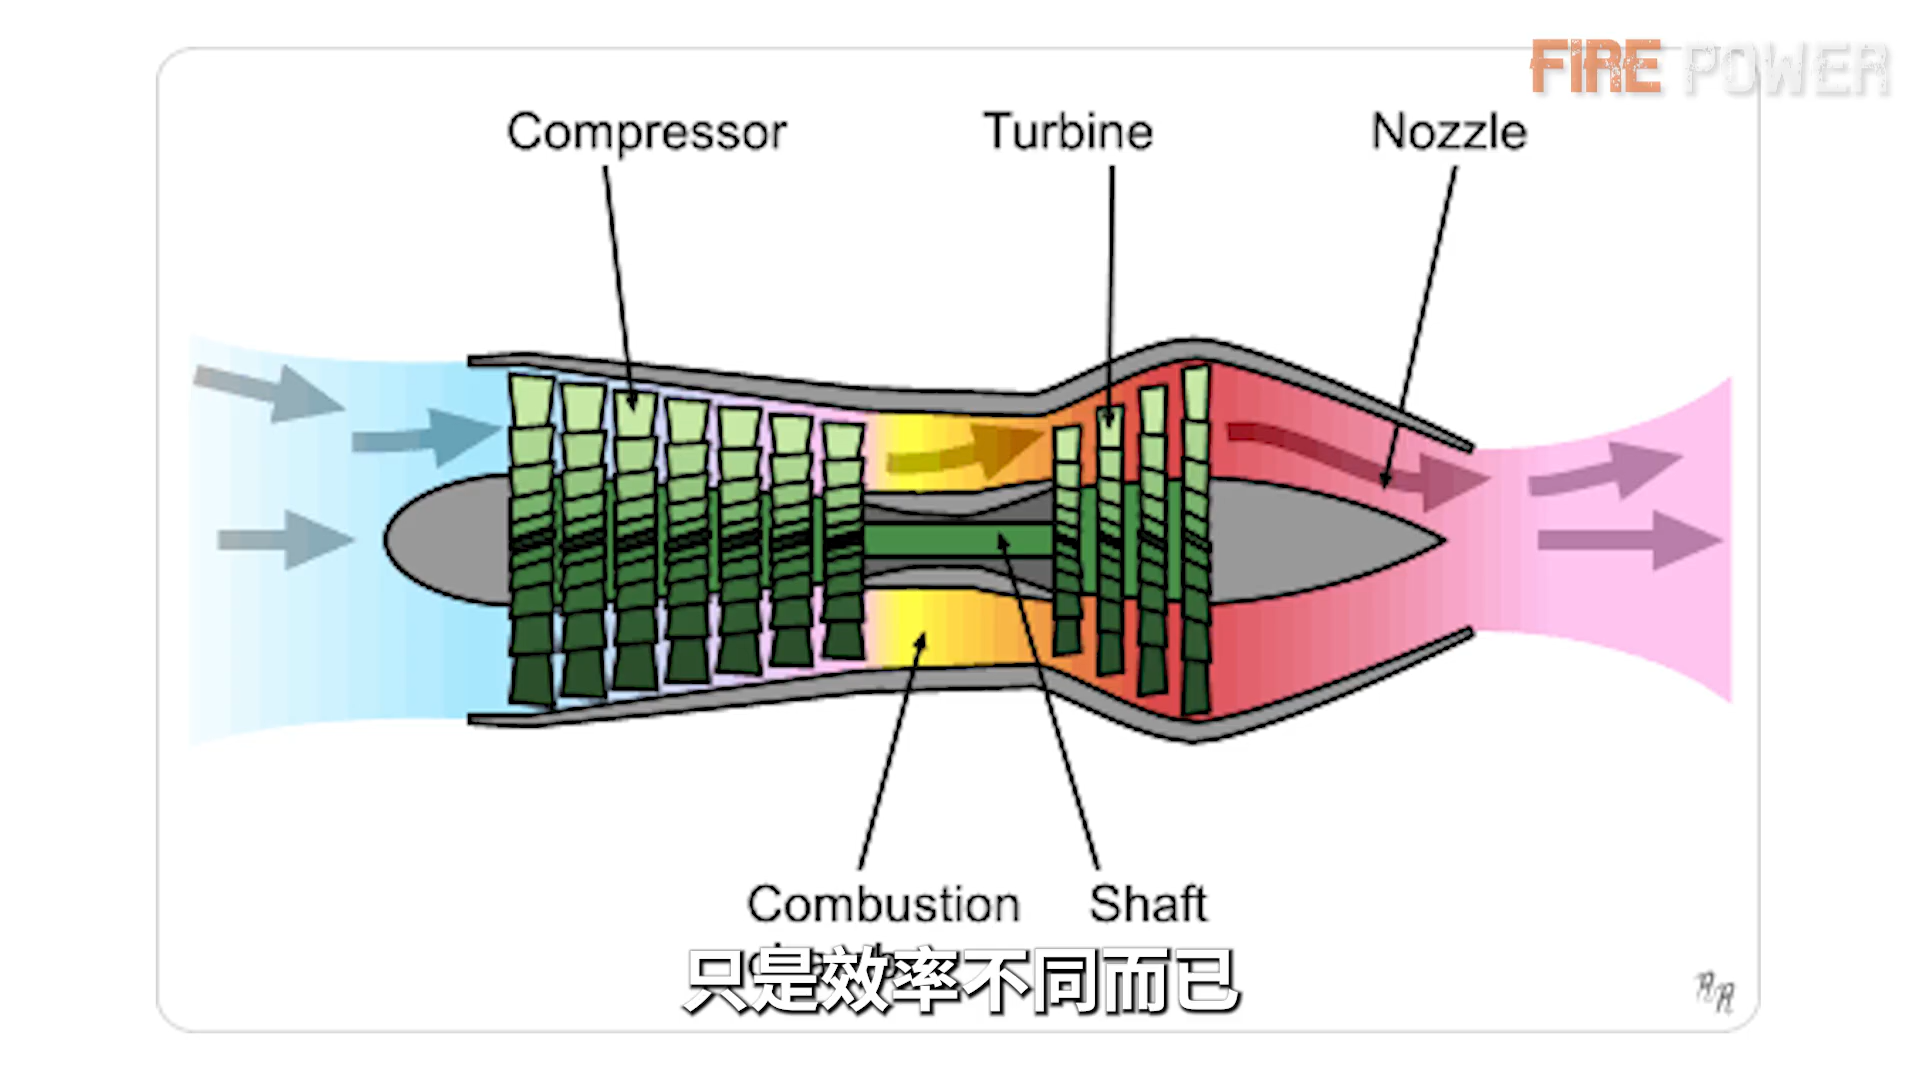 FIRE POWER
Compressor
Turbine
Nozzle
Combustion
Shaft
只是效率不同而已